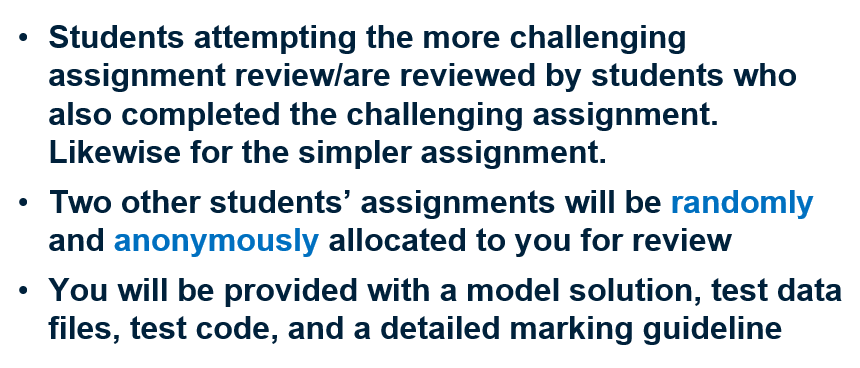 • Students attempting the more challenging
assignment review/are reviewed by students who
also completed the challenging assignment.
Likewise for the simpler assignment.
• Two other students’ assignments will be randomly
and anonymously allocated to you for review
• You will be provided with a model solution, test data
files, test code, and a detailed marking guideline